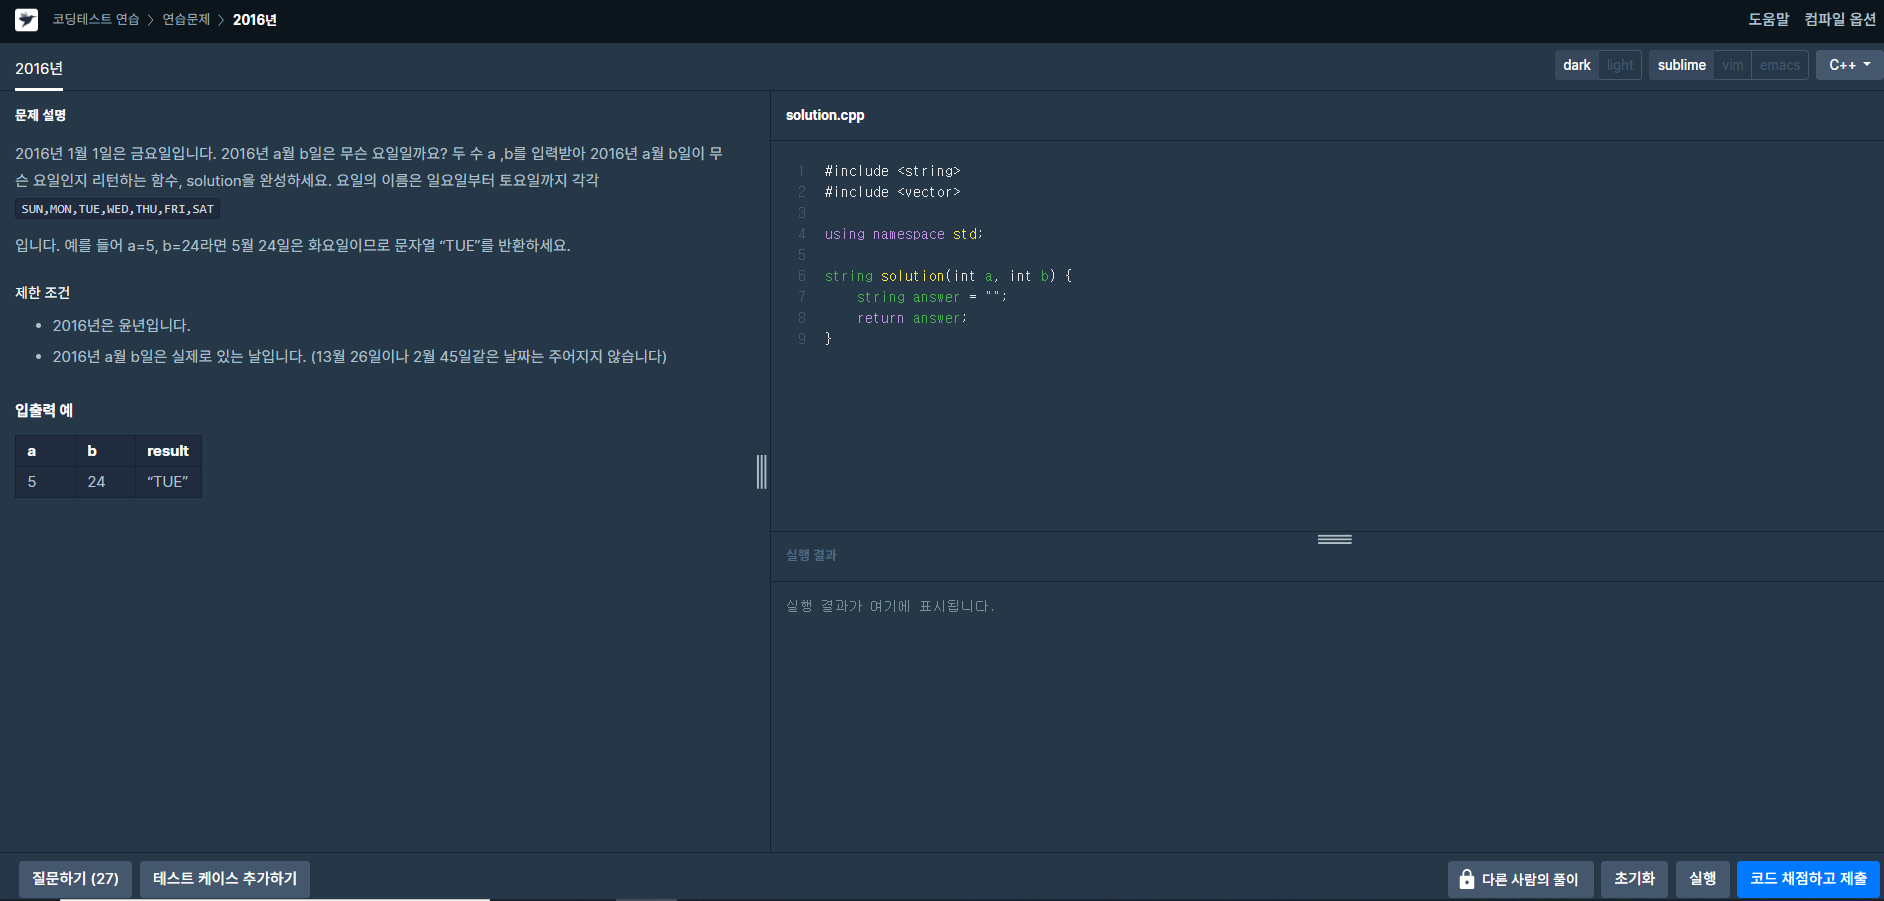 코딩테스트 연습 > 연습문제 > 2016년
도움말 컴파일 옵션
2016년
dark light sublime vim emacs C++
문제 설명
2016년 1월 1일은 금요일입니다. 2016년 a월 b일은 무슨 요일일까요? 두 수 a ,b를 입력받아 2016년 a월 b일이 무
슨 요일인지 리턴하는 함수, solution을 완성하세요. 요일의 이름은 일요일부터 토요일까지 각각
SUN,MON,TUE,WED,THU,FRI,SAT
입니다. 예를 들어 a=5, b=24라면 5월 24일은 화요일이므로 문자열 “TUE”를 반환하세요.
제한 조건
• 2016년은 윤년입니다.
• 2016년 a월 b일은 실제로 있는 날입니다. (13월 26일이나 2월 45일같은 날짜는 주어지지 않습니다)
입출력 예
a b result
5 24 “TUE”
solution.cpp
1 #include <string>
2 #include <vector>
3
4 using namespace std;
5
6 string solution(int a, int b) {
7     string answer = "";
8     return answer;
9 }
실행 결과
실행 결과가 여기에 표시됩니다.
질문하기 (27) 테스트 케이스 추가하기
다른 사람의 풀이 초기화 실행 코드 채점하고 제출